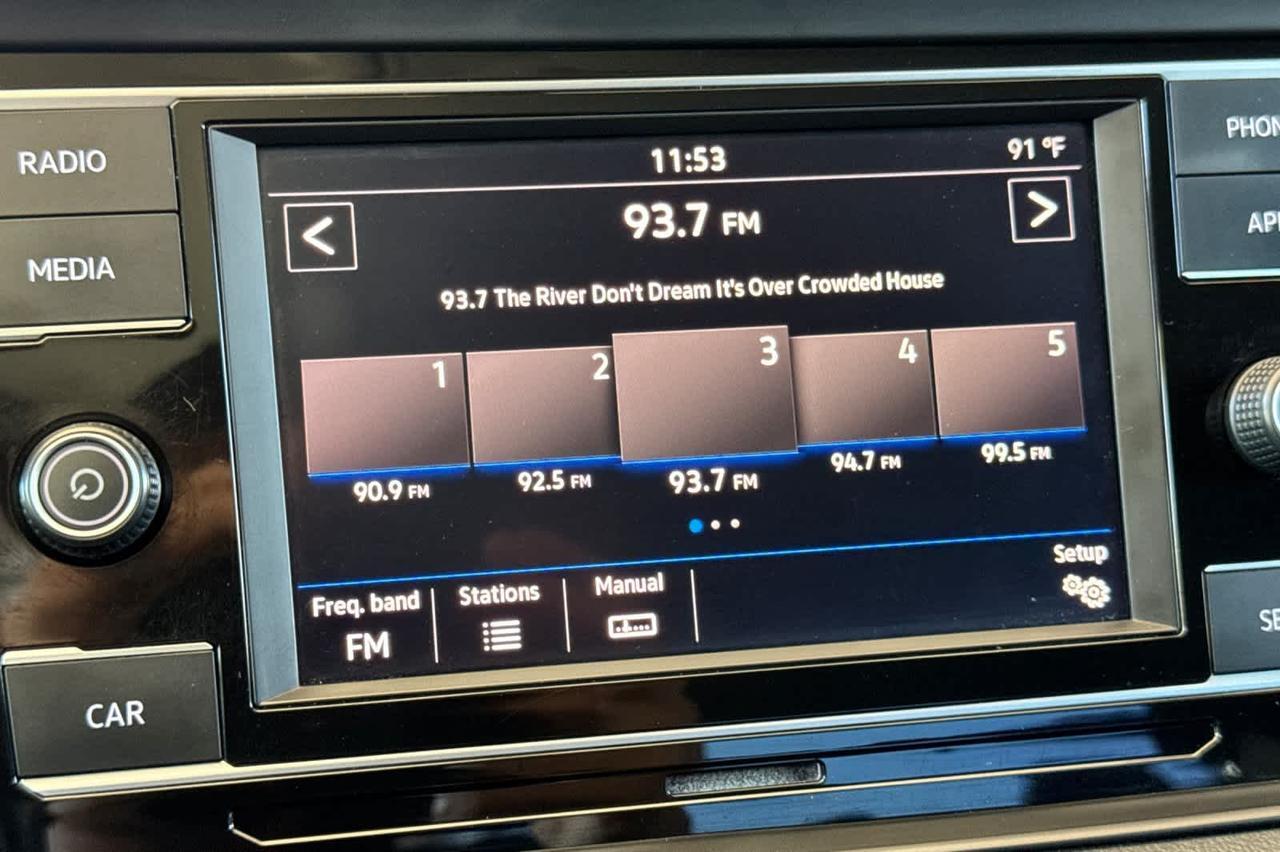 RADIO
MEDIA
CAR
11:53
91 °F
<
93.7 FM
>
93.7 The River Don't Dream It's Over Crowded House
1
2
3
4
5
90.9 FM
92.5 FM
93.7 FM
94.7 FM
99.5 FM
Freq. band
FM
Stations
Manual
Setup
PHON
AP
SE